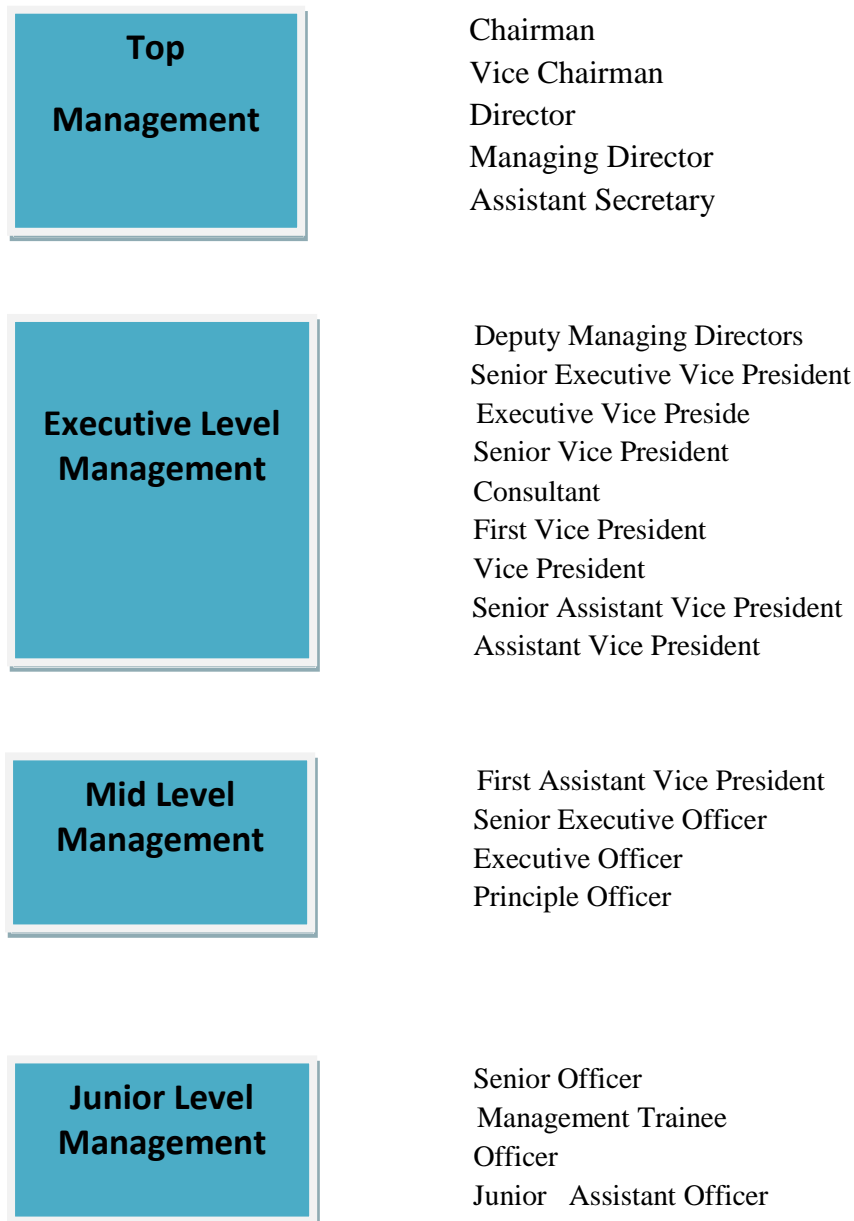 Top
Management
Chairman
Vice Chairman
Director
Managing Director
Assistant Secretary
Executive Level
Management
Deputy Managing Directors
Senior Executive Vice President
Executive Vice Preside
Senior Vice President
Consultant
First Vice President
Vice President
Senior Assistant Vice President
Assistant Vice President
Mid Level
Management
First Assistant Vice President
Senior Executive Officer
Executive Officer
Principle Officer
Junior Level
Management
Senior Officer
Management Trainee
Officer
Junior   Assistant Officer